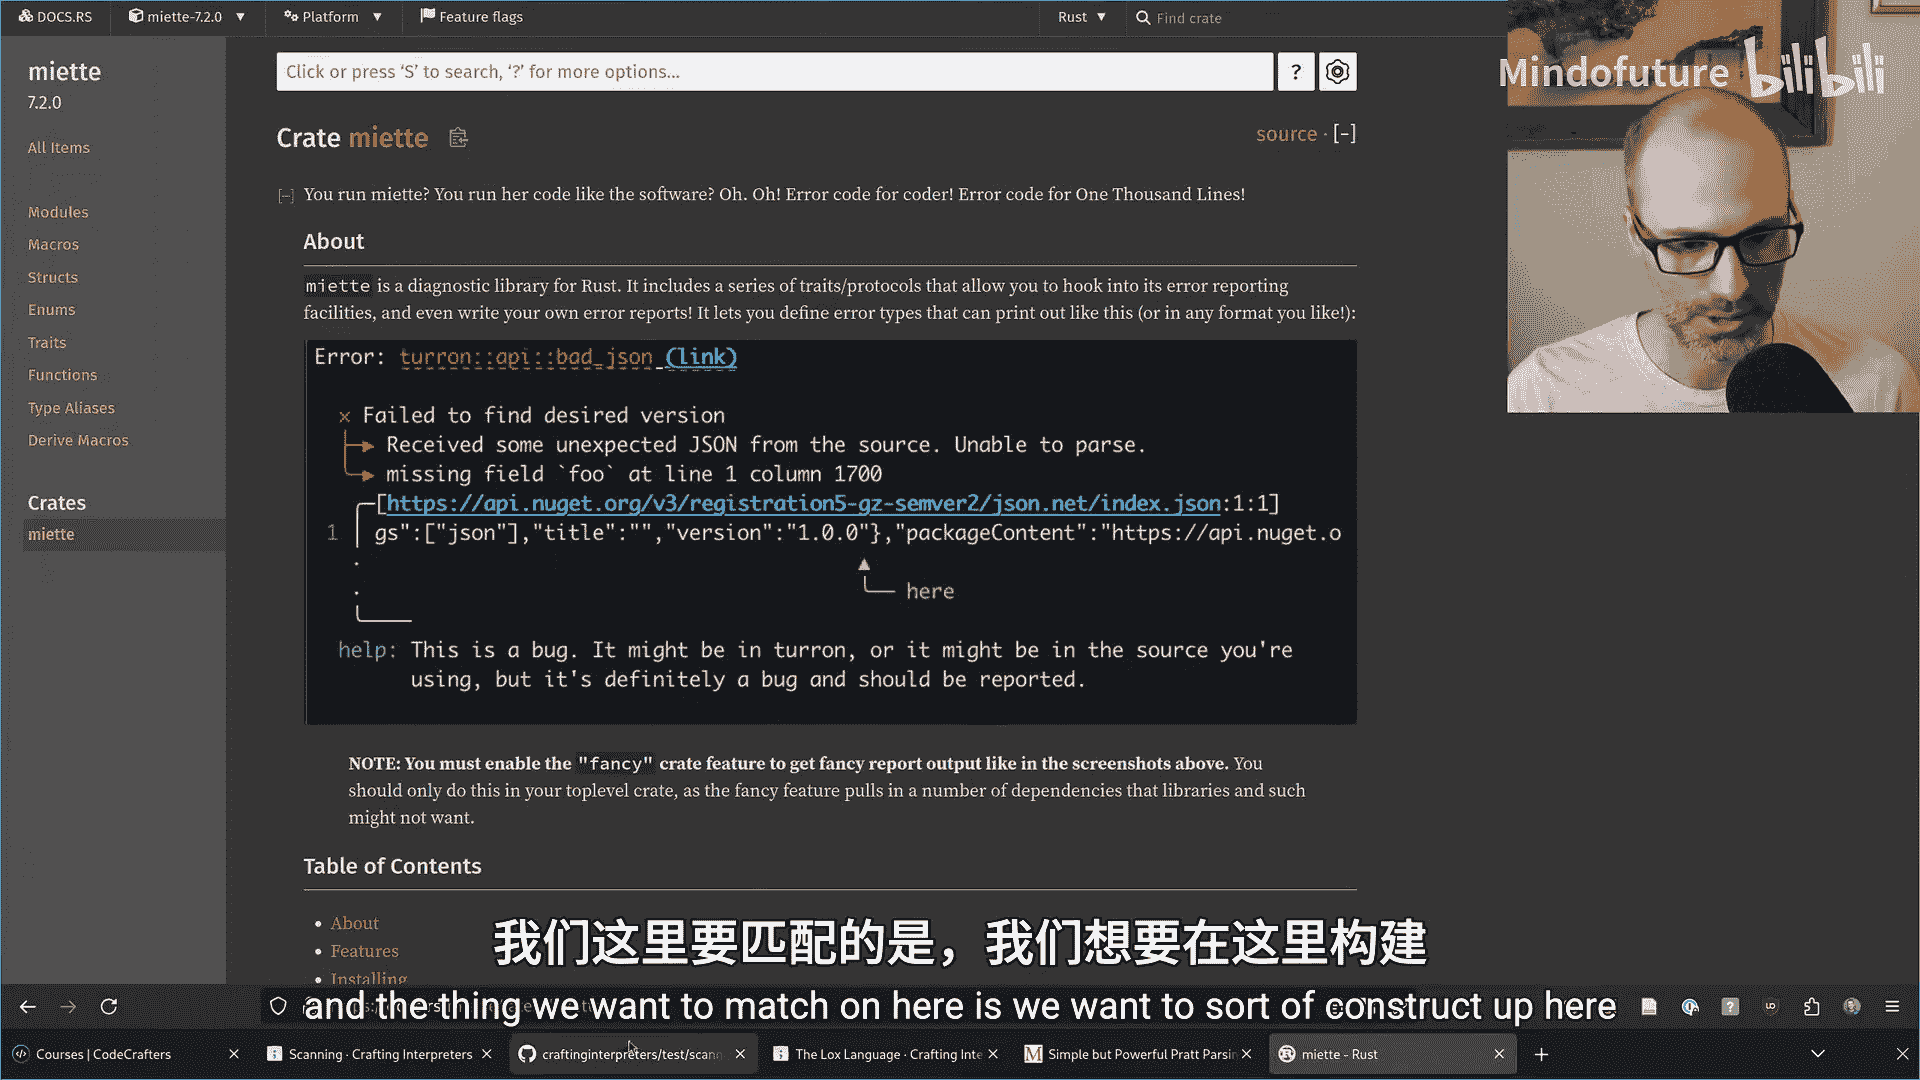 DOCS.RS
miette-7.2.0
Platform
Feature flags
Rust
Find crate
miette
7.2.0
All Items
Modules
Macros
Structs
Enums
Traits
Functions
Type Aliases
Derive Macros
Crates
miette
Click or press ‘S’ to search, ‘?’ for more options…
?
Mindofuture bilibili
Crate miette
source · [-]
[-] You run miette? You run her code like the software? Oh. Oh! Error code for coder! Error code for One Thousand Lines!
About
miette is a diagnostic library for Rust. It includes a series of traits/protocols that allow you to hook into its error reporting
facilities, and even write your own error reports! It lets you define error types that can print out like this (or in any format you like!):
Error: turron::api::bad_json (link)
× Failed to find desired version
Received some unexpected JSON from the source. Unable to parse.
missing field `foo` at line 1 column 1700
[https://api.nuget.org/v3/registration5-gz-semver2/json.net/index.json:1:1]
1 gs":["json"],"title":"","version":"1.0.0"},"packageContent":"https://api.nuget.o
here
help: This is a bug. It might be in turron, or it might be in the source you're
using, but it's definitely a bug and should be reported.
NOTE: You must enable the "fancy" crate feature to get fancy report output like in the screenshots above. You
should only do this in your toplevel crate, as the fancy feature pulls in a number of dependencies that libraries and such
might not want.
Table of Contents
About
Features
Installing
我们这里要匹配的是，我们想要在这里构建
and the thing we want to match on here is we want to sort of construct up here
Courses | CodeCrafters
Scanning · Crafting Interpreters
craftinginterpreters/test/scann
The Lox Language · Crafting Inte
Simple but Powerful Pratt Parsin
miette - Rust